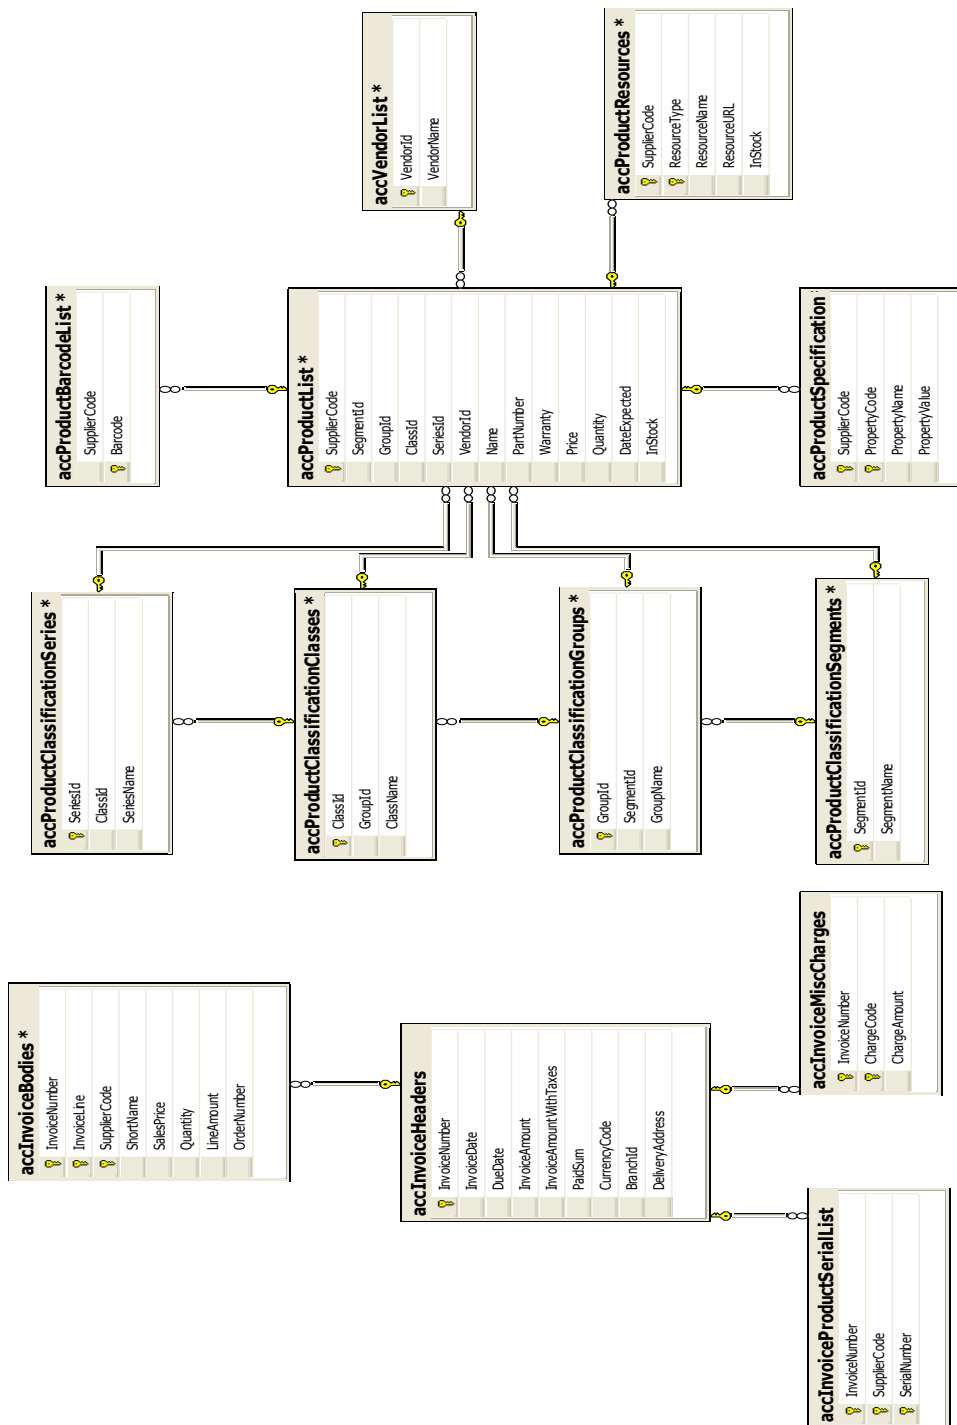 accInvoiceBodies *
InvoiceNumber
InvoiceLine
SupplierCode
ShortName
SalesPrice
Quantity
LineAmount
OrderNumber
accInvoiceHeaders
InvoiceNumber
InvoiceDate
DueDate
InvoiceAmount
InvoiceAmountWithTaxes
PaidSum
CurrencyCode
BranchId
DeliveryAddress
accInvoiceProductSerialList
InvoiceNumber
SupplierCode
SerialNumber
accInvoiceMiscCharges
InvoiceNumber
ChargeCode
ChargeAmount
accProductClassificationSeries *
SeriesId
ClassId
SeriesName
accProductClassificationClasses *
ClassId
GroupId
ClassName
accProductClassificationGroups *
GroupId
SegmentId
GroupName
accProductClassificationSegments *
SegmentId
SegmentName
accProductBarcodeList *
SupplierCode
Barcode
accProductList *
SupplierCode
SegmentId
GroupId
ClassId
SeriesId
VendorId
Name
PartNumber
Warranty
Price
Quantity
DateExpected
InStock
accProductSpecification
SupplierCode
PropertyCode
PropertyName
PropertyValue
accVendorList *
VendorId
VendorName
accProductResources *
SupplierCode
ResourceType
ResourceName
ResourceURL
InStock